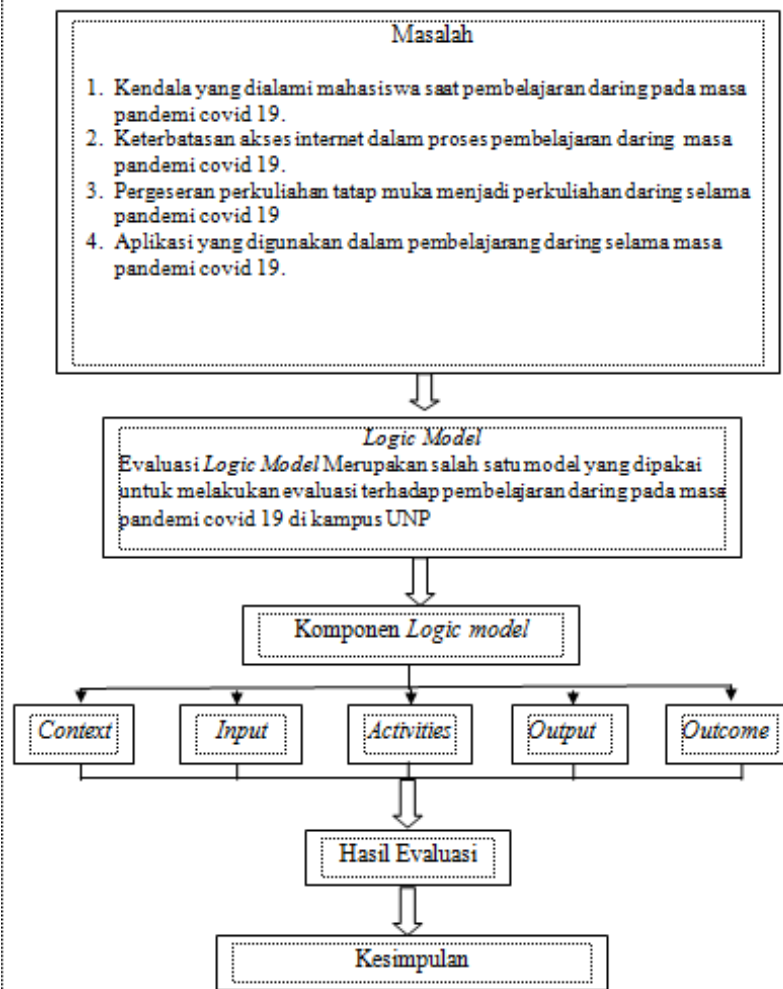 Masalah
1. Kendala yang dialami mahasiswa saat pembelajaran daring pada masa
pandemi covid 19.
2. Keterbatasan akses internet dalam proses pembelajaran daring masa
pandemi covid 19.
3. Pergeseran perkuliahan tatap muka menjadi perkuliahan daring selama
pandemi covid 19
4. Aplikasi yang digunakan dalam pembelajarang daring selama masa
pandemi covid 19.
Logic Model
Evaluasi Logic Model Merupakan salah satu model yang dipakai
untuk melakukan evaluasi terhadap pembelajaran daring pada masa
pandemi covid 19 di kampus UNP
Komponen Logic model
Context Input Activities Output Outcome
Hasil Evaluasi
Kesimpulan